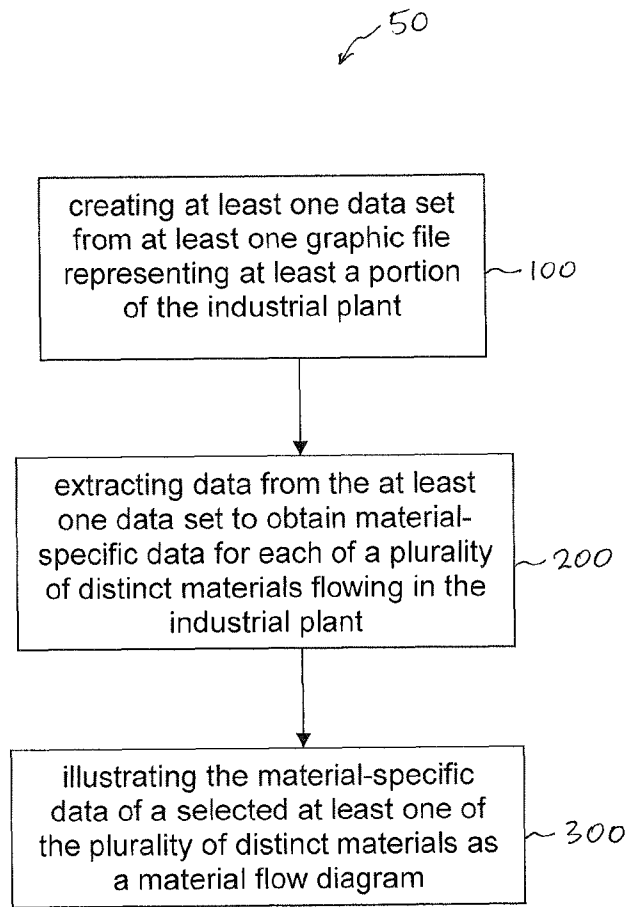 50
creating at least one data set
from at least one graphic file
representing at least a portion
of the industrial plant
100
extracting data from the at least
one data set to obtain material-
specific data for each of a plurality
of distinct materials flowing in the
industrial plant
200
illustrating the material-specific
data of a selected at least one of
the plurality of distinct materials as
a material flow diagram
300